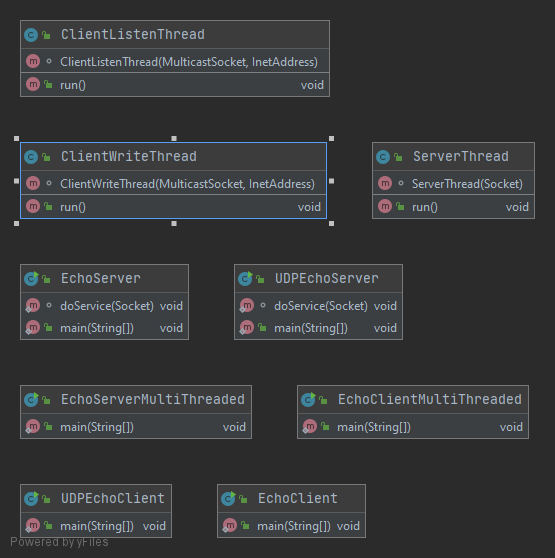 ClientListenThread
ClientListenThread(MulticastSocket, InetAddress)
run() void
ClientWriteThread
ClientWriteThread(MulticastSocket, InetAddress)
run() void
ServerThread
ServerThread(Socket)
run() void
EchoServer
doService(Socket) void
main(String[]) void
UDPEchoServer
doService(Socket) void
main(String[]) void
EchoServerMultiThreaded
main(String[]) void
EchoClientMultiThreaded
main(String[]) void
UDPEchoClient
main(String[]) void
EchoClient
main(String[]) void
Powered by yFiles